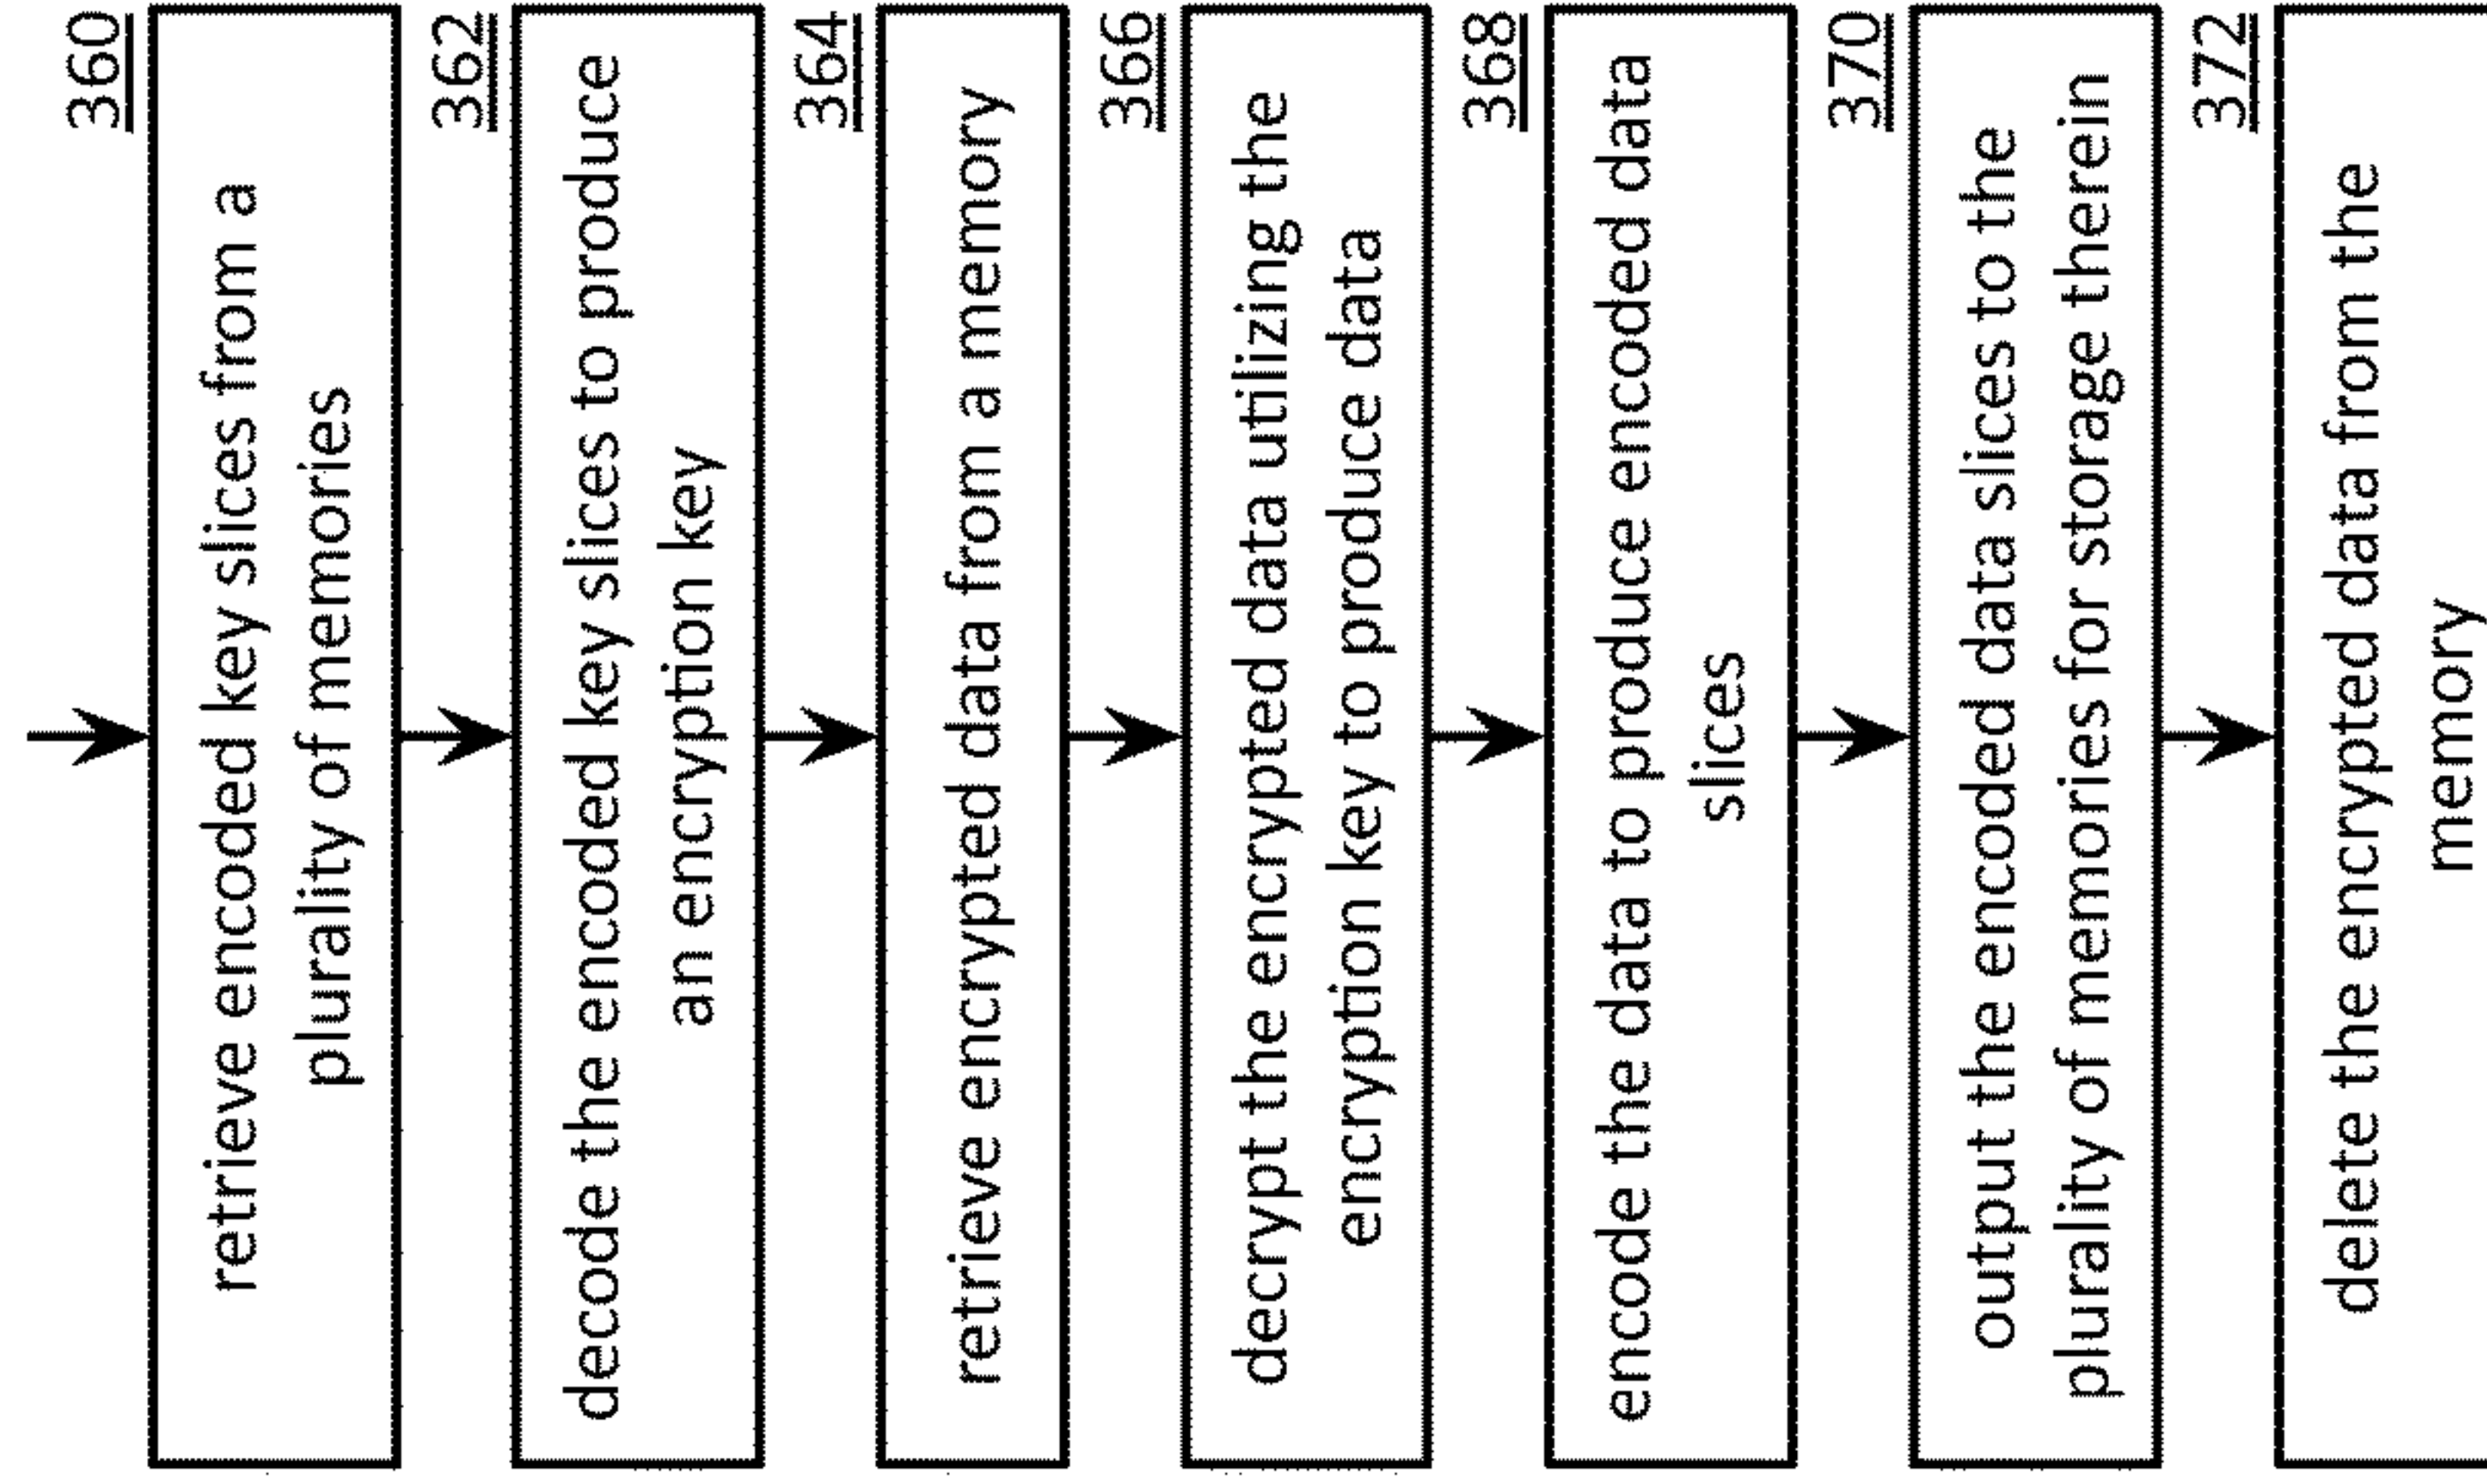 360
retrieve encoded key slices from a
plurality of memories
362
decode the encoded key slices to produce
an encryption key
364
retrieve encrypted data from a memory
366
decrypt the encrypted data utilizing the
encryption key to produce data
368
encode the data to produce encoded data
slices
370
output the encoded data slices to the
plurality of memories for storage therein
372
delete the encrypted data from the
memory